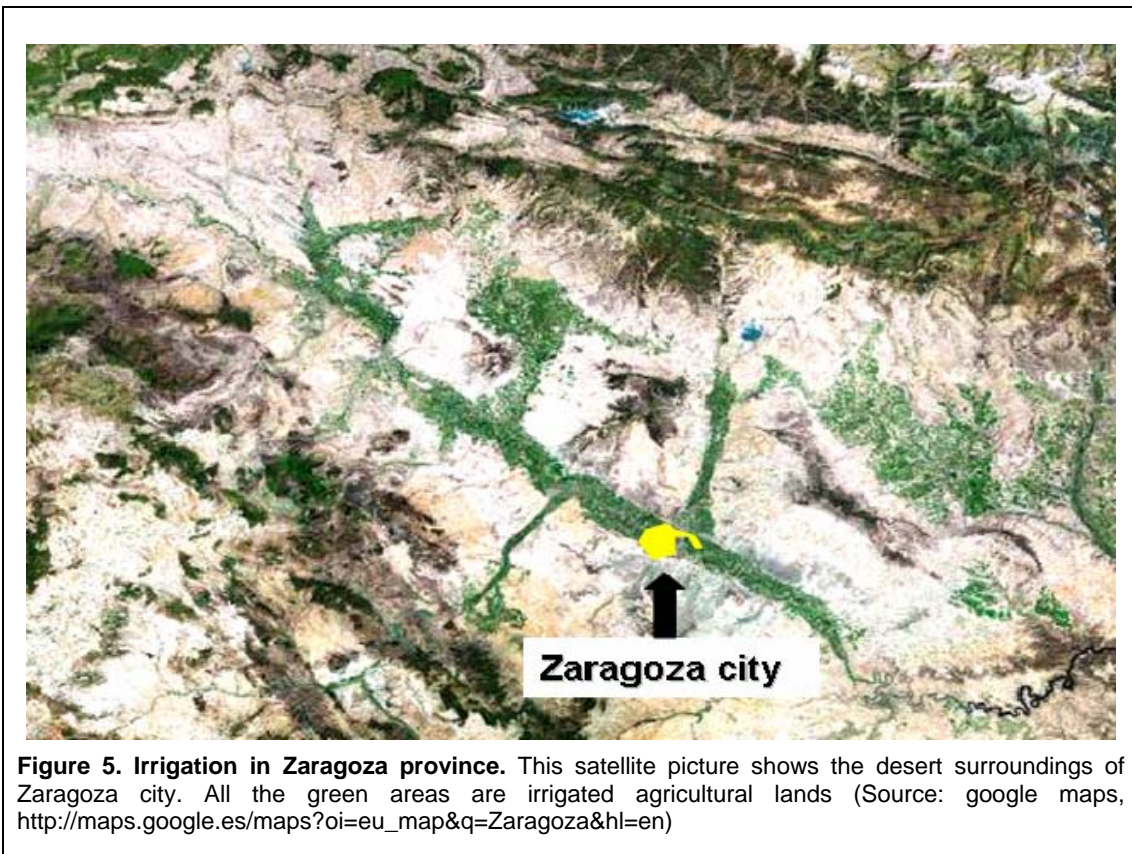 Zaragoza city
Figure 5. Irrigation in Zaragoza province. This satellite picture shows the desert surroundings of
Zaragoza city. All the green areas are irrigated agricultural lands (Source: google maps,
http://maps.google.es/maps?oi=eu_map&q=Zaragoza&hl=en)